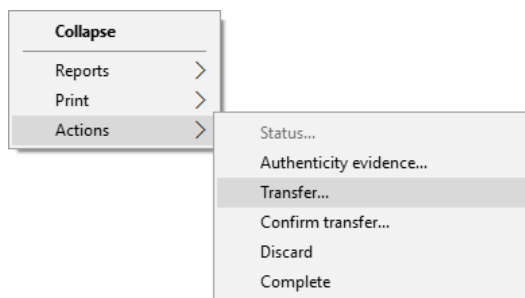 Collapse
Reports
Print
Actions
Status...
Authenticity evidence...
Transfer...
Confirm transfer...
Discard
Complete